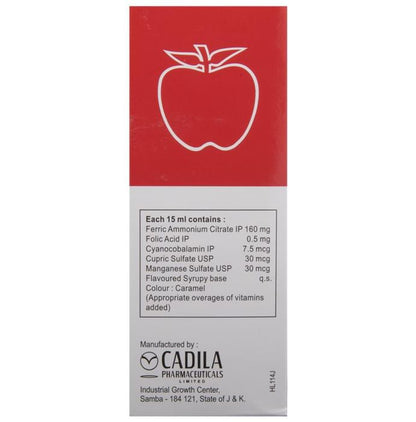 Each 15 ml contains :
Ferric Ammonium Citrate IP 160 mg
Folic Acid IP 0.5 mg
Cyanocobalamin IP 7.5 mcg
Cupric Sulfate USP 30 mcg
Manganese Sulfate USP 30 mcg
Flavoured Syrupy base q.s.
Colour : Caramel
(Appropriate overages of vitamins
added)
Manufactured by :
CADILA
PHARMACEUTICALS
LIMITED
Industrial Growth Center,
Samba - 184 121, State of J & K.
HL114J